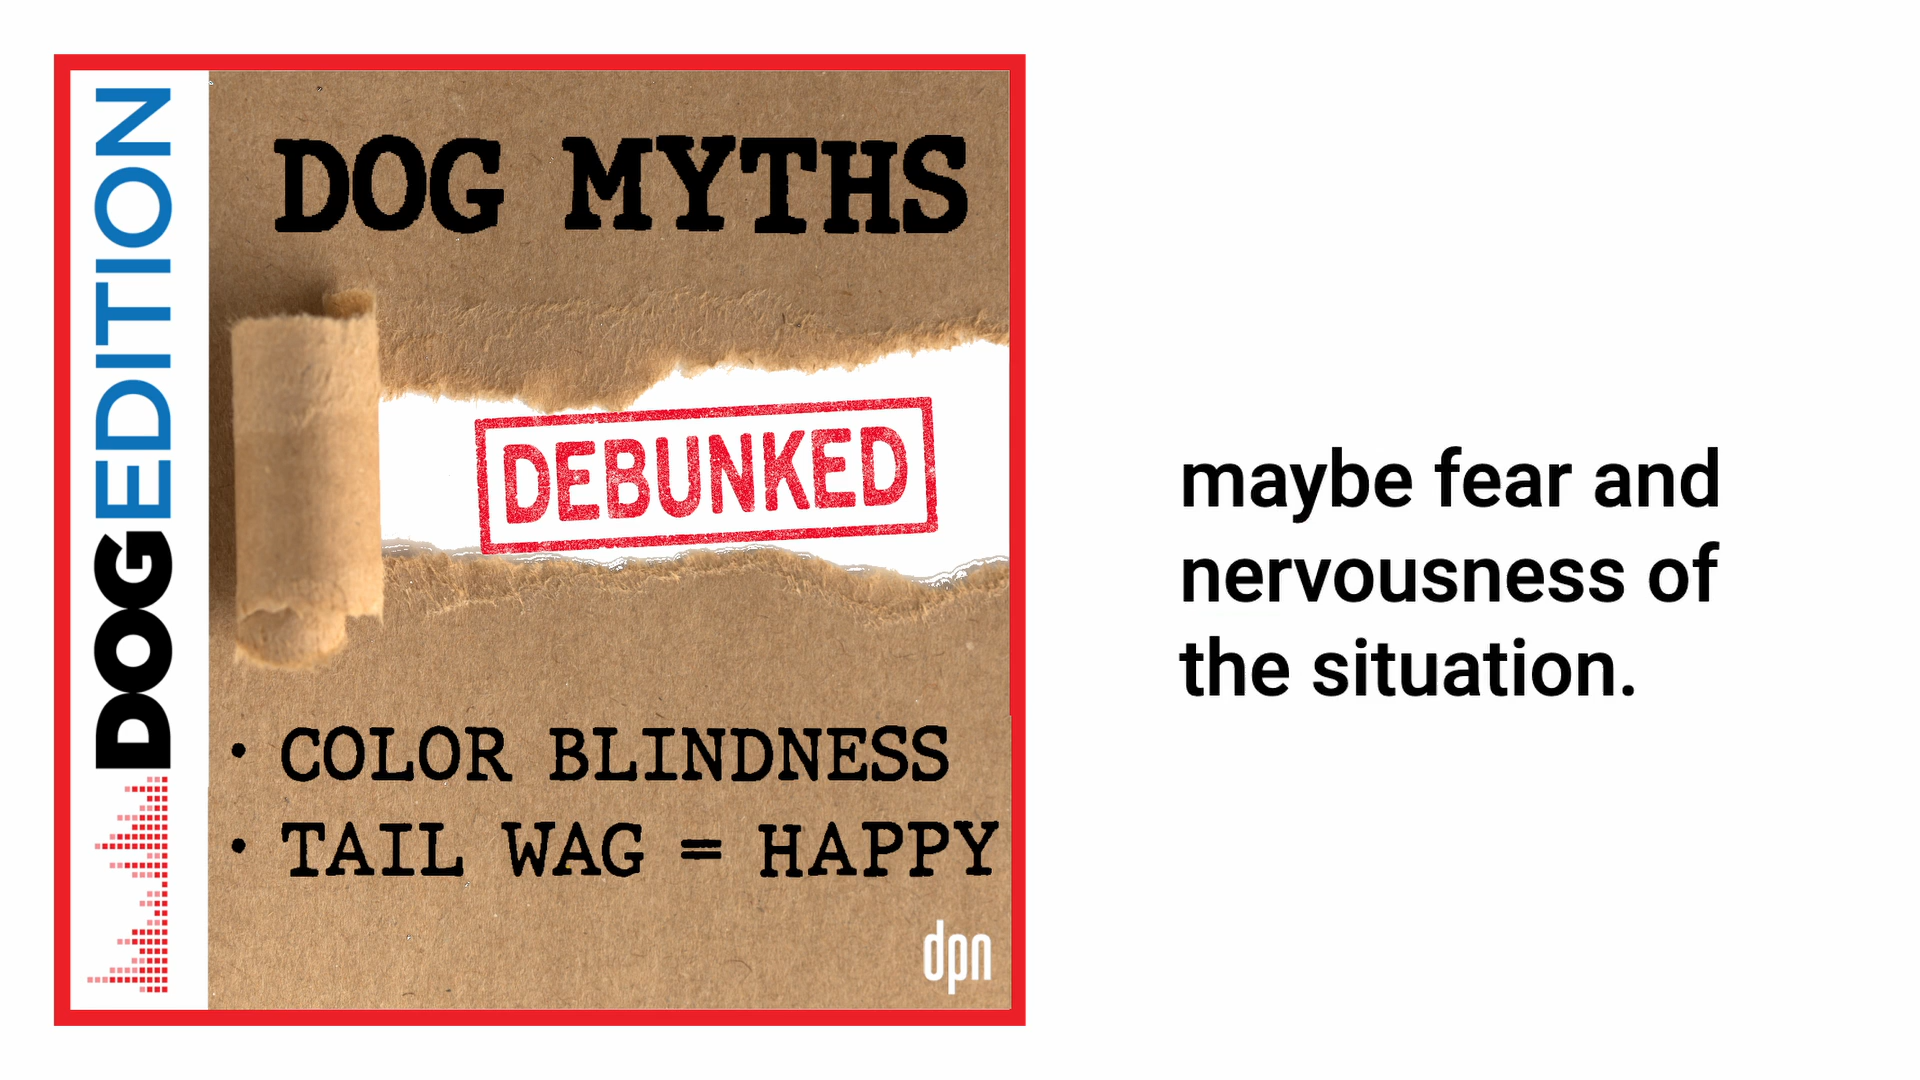 DOGEDITION
DOG MYTHS
DEBUNKED
• COLOR BLINDNESS
• TAIL WAG = HAPPY
dpn
maybe fear and
nervousness of
the situation.